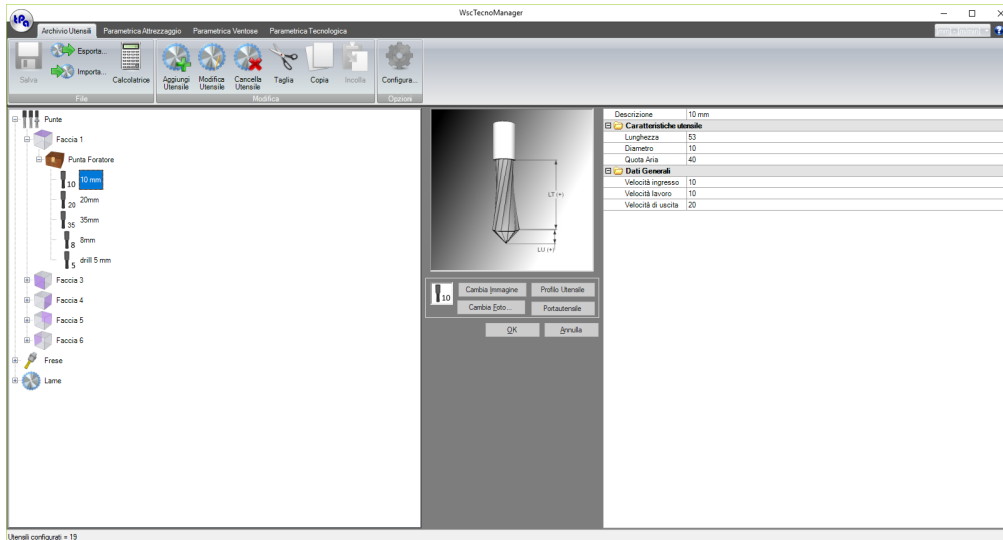 WscTecnoManager
tPa
Archivio Utensili Parametrica Attrezzaggio Parametrica Ventose Parametrica Tecnologica
Salva
Esporta...
Importa...
Calcolatrice
Aggiungi Utensile
Modifica Utensile
Cancella Utensile
Taglia
Copia
Incolla
Configura...
File
Modifica
Opzioni
Punte
Faccia 1
Punta Foratore
10 10 mm
20 20mm
35 35mm
8 8mm
5 drill 5 mm
Faccia 3
Faccia 4
Faccia 5
Faccia 6
Frese
Lame
LT (+)
LU (+)
10
Cambia Immagine
Profilo Utensile
Cambia Foto...
Portautensile
OK
Annulla
Descrizione 10 mm
Caratteristiche utensile
Lunghezza 53
Diametro 10
Quota Aria 40
Dati Generali
Velocità ingresso 10
Velocità lavoro 10
Velocità di uscita 20
Utensili configurati = 19